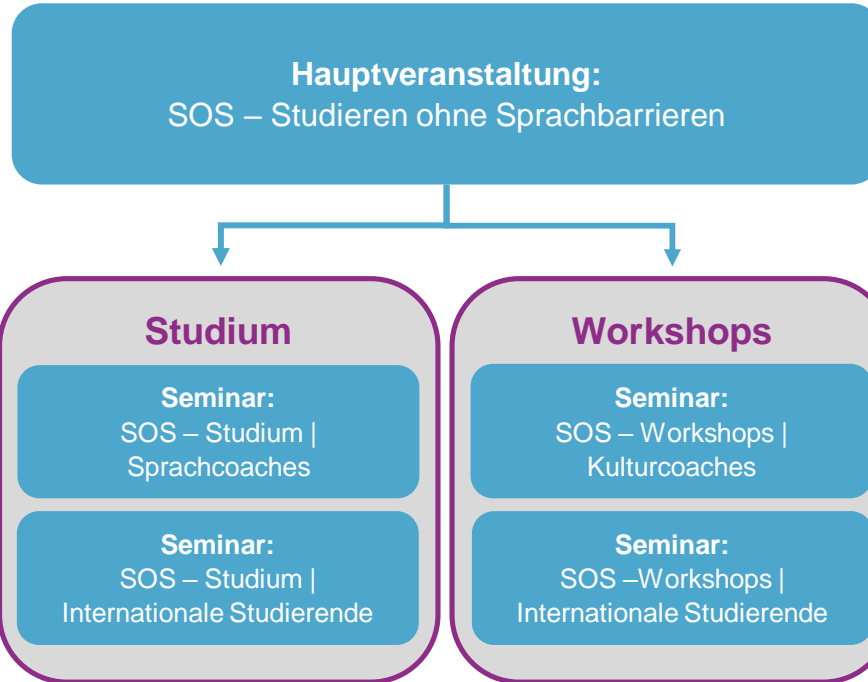 Hauptveranstaltung:
SOS – Studieren ohne Sprachbarrieren
Studium
Seminar:
SOS – Studium |
Sprachcoaches
Seminar:
SOS – Studium |
Internationale Studierende
Workshops
Seminar:
SOS – Workshops |
Kulturcoaches
Seminar:
SOS –Workshops |
Internationale Studierende